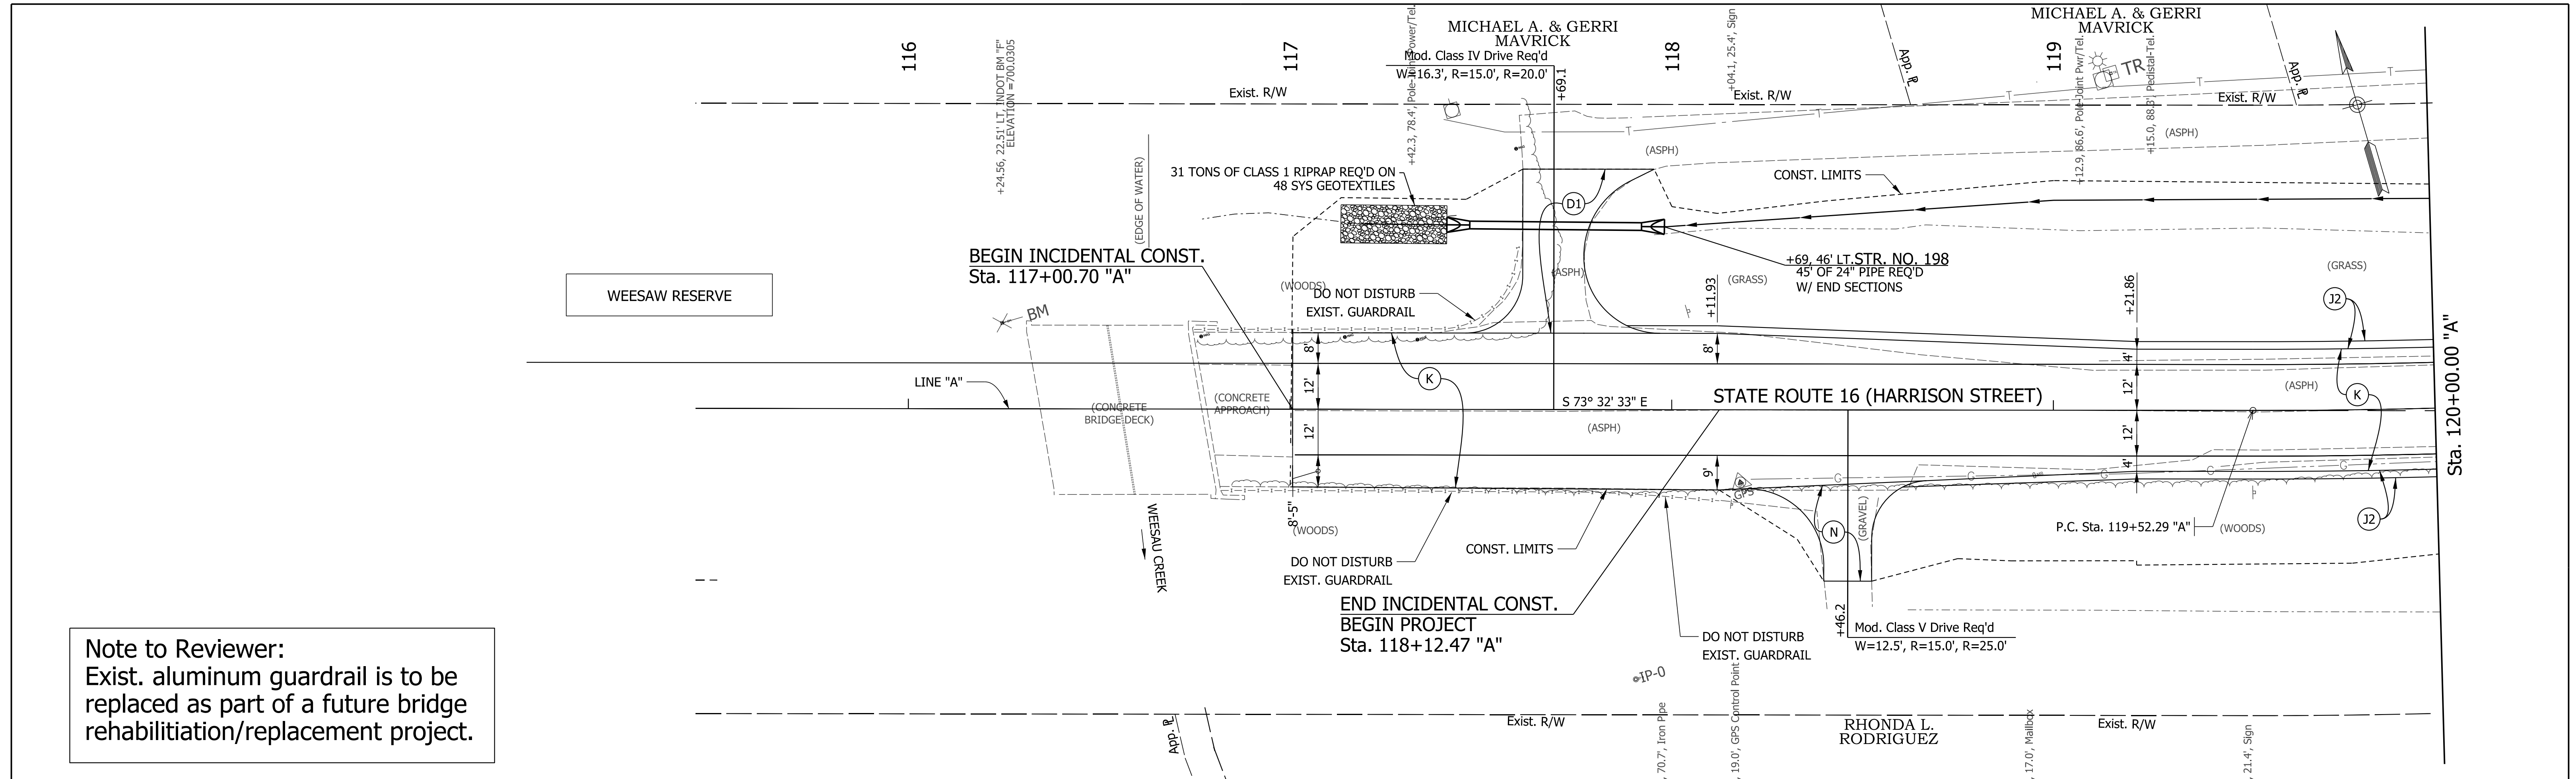 MICHAEL A. & GERRI
MAVRICK
MICHAEL A. & GERRI
MAVRICK
116
117
118
119
+24.56, 22.51' LT, INDOT BM "F"
ELEVATION =700.0305
+42.3, 78.4', Pole-Joint Power/Tel.
Mod. Class IV Drive Req'd
W=16.3', R=15.0', R=20.0'
+69.1
+04.1, 25.4', Sign
App. PL
+12.9, 86.6', Pole-Joint Pwr/Tel.
+15.0, 88.3' Pedistal-Tel.
TR
App. PL
Exist. R/W
Exist. R/W
Exist. R/W
T
T
T
T
T
T
(ASPH)
(ASPH)
(EDGE OF WATER)
31 TONS OF CLASS 1 RIPRAP REQ'D ON
48 SYS GEOTEXTILES
CONST. LIMITS
D1
BEGIN INCIDENTAL CONST.
Sta. 117+00.70 "A"
+69, 46' LT. STR. NO. 198
45' OF 24" PIPE REQ'D
W/ END SECTIONS
(ASPH)
(GRASS)
(GRASS)
(WOODS)
DO NOT DISTURB
EXIST. GUARDRAIL
+11.93
+21.86
J2
WEESAW RESERVE
BM
8'
8'
4'
K
12'
12'
(ASPH)
K
LINE "A"
(CONCRETE
BRIDGE DECK)
(CONCRETE
APPROACH)
S 73° 32' 33" E
STATE ROUTE 16 (HARRISON STREET)
(ASPH)
Sta. 120+00.00 "A"
12'
12'
9'
4'
G
G
G
G
G
GPS
8'-5"
(WOODS)
WEESAU CREEK
N
(GRAVEL)
P.C. Sta. 119+52.29 "A"
(WOODS)
J2
DO NOT DISTURB
EXIST. GUARDRAIL
CONST. LIMITS
END INCIDENTAL CONST.
BEGIN PROJECT
Sta. 118+12.47 "A"
DO NOT DISTURB
EXIST. GUARDRAIL
+46.2
Mod. Class V Drive Req'd
W=12.5', R=15.0', R=25.0'
Note to Reviewer:
Exist. aluminum guardrail is to be
replaced as part of a future bridge
rehabilitiation/replacement project.
IP-0
App. PL
Exist. R/W
Exist. R/W
, 70.7', Iron Pipe
, 19.0', GPS Control Point
RHONDA L.
RODRIGUEZ
, 17.0', Mailbox
, 21.4', Sign